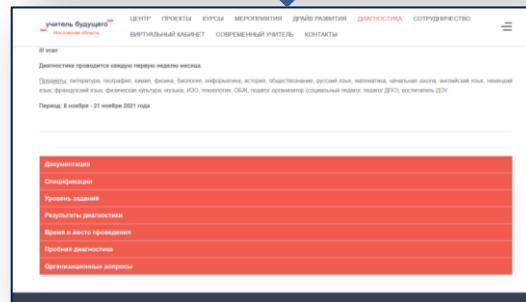 учитель будущего
Московская область
ЦЕНТР ПРОЕКТЫ КУРСЫ МЕРОПРИЯТИЯ ДРАЙВ РАЗВИТИЯ ДИАГНОСТИКА СОТРУДНИЧЕСТВО
ВИРТУАЛЬНЫЙ КАБИНЕТ СОВРЕМЕННЫЙ УЧИТЕЛЬ КОНТАКТЫ
III этап
Диагностика проводится каждую первую неделю месяца.
Предметы: литература, география, химия, физика, биология, информатика, история, обществознание, русский язык, математика, начальная школа, английский язык, немецкий
язык, французский язык, физическая культура, музыка, ИЗО, технология, ОБЖ, педагог организатор (социальный педагог, педагог ДПО), воспитатель ДОУ
Период: 8 ноября - 21 ноября 2021 года
Документация
Спецификация
Уровень заданий
Результаты диагностики
Время и место проведения
Пробная диагностика
Организационные вопросы